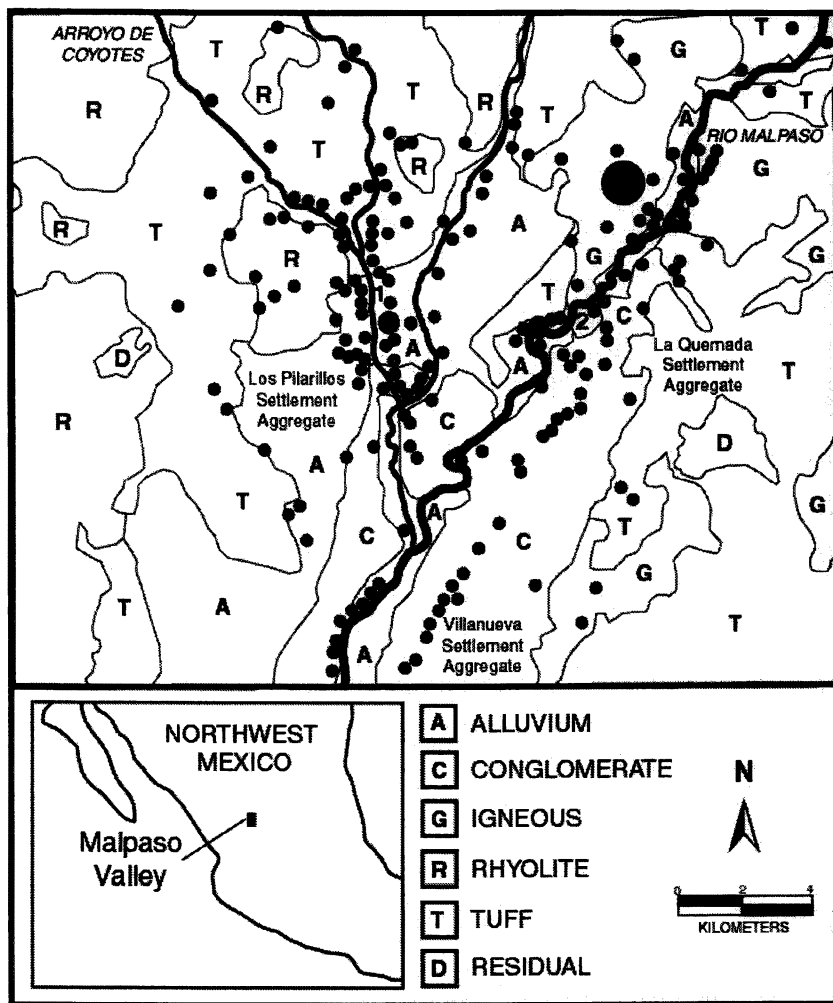 ARROYO DE
COYOTES
T
G
T
R
T
R
T
R
T
A
RIO MALPASO
T
R
G
A
R
T
R
G
G
T
C
2
A
A
D
La Quemada
Settlement
Aggregate
T
Los Pilarillos
Settlement
Aggregate
C
R
D
A
T
A
G
C
C
T
G
T
A
Villanueva
Settlement
Aggregate
T
A
NORTHWEST
MEXICO
Malpaso
Valley
A ALLUVIUM
C CONGLOMERATE
G IGNEOUS
R RHYOLITE
T TUFF
D RESIDUAL
N
0 2 4
KILOMETERS